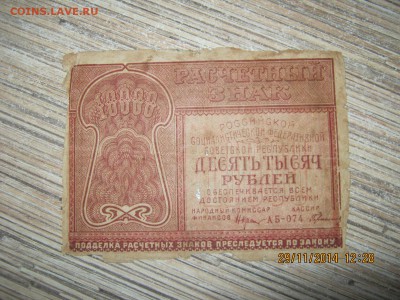 COINS.LAVE.RU
РАСЧЕТНЫЙ
ЗНАК
10000
РОССИЙСКОЙ
СОЦИАЛИСТИЧЕСКОЙ ФЕДЕРАТИВНОЙ
СОВЕТСКОЙ РЕСПУБЛИКИ
ДЕСЯТЬ ТЫСЯЧ
РУБЛЕЙ
ОБЕСПЕЧИВАЕТСЯ ВСЕМ
ДОСТОЯНИЕМ РЕСПУБЛИКИ
НАРОДНЫЙ КОМИССАР КАССИР
ФИНАНСОВ АБ-074
ПОДДЕЛКА РАСЧЕТНЫХ ЗНАКОВ ПРЕСЛЕДУЕТСЯ ПО ЗАКОНУ.
29/11/2014 12:28